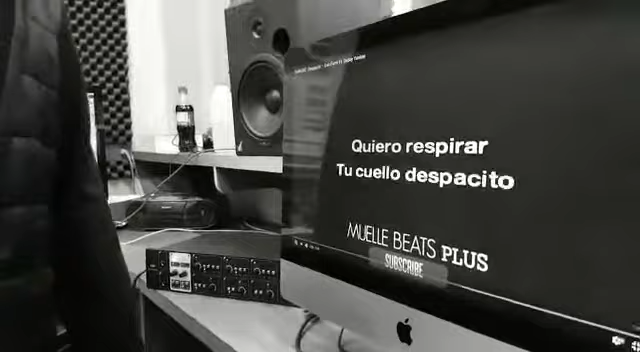 Quiero respirar
Tu cuello despacito
MUELLE BEATS PLUS
SUBSCRIBE